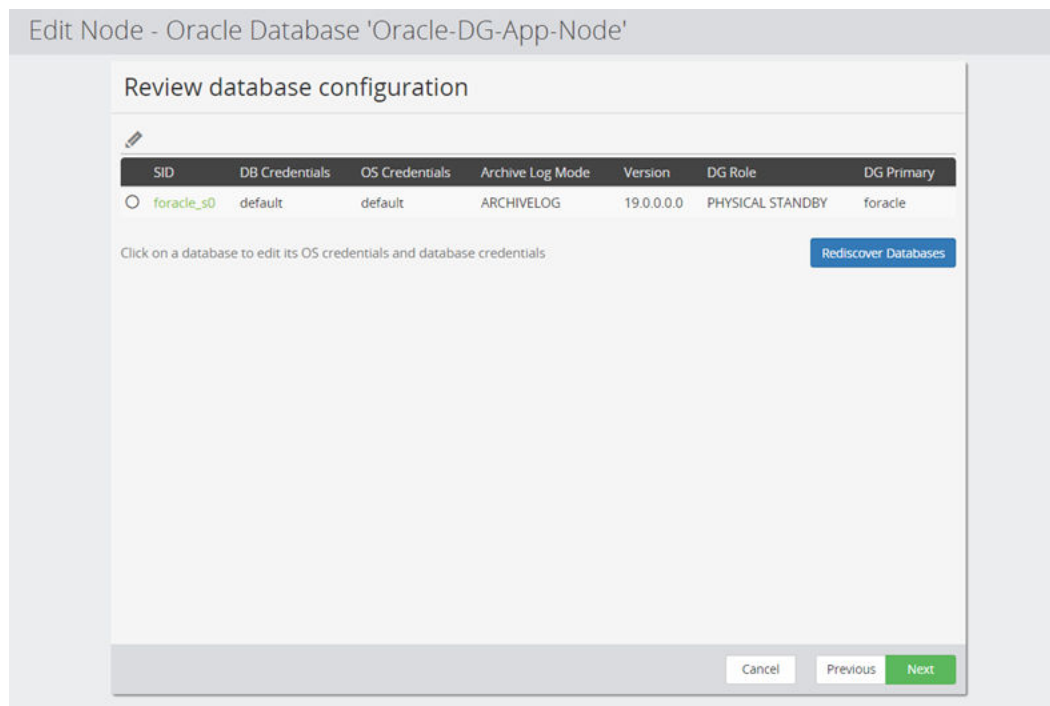 Edit Node - Oracle Database 'Oracle-DG-App-Node'
Review database configuration
SID DB Credentials OS Credentials Archive Log Mode Version DG Role DG Primary
foracle_s0 default default ARCHIVELOG 19.0.0.0.0 PHYSICAL STANDBY foracle
Click on a database to edit its OS credentials and database credentials Rediscover Databases
Cancel Previous Next